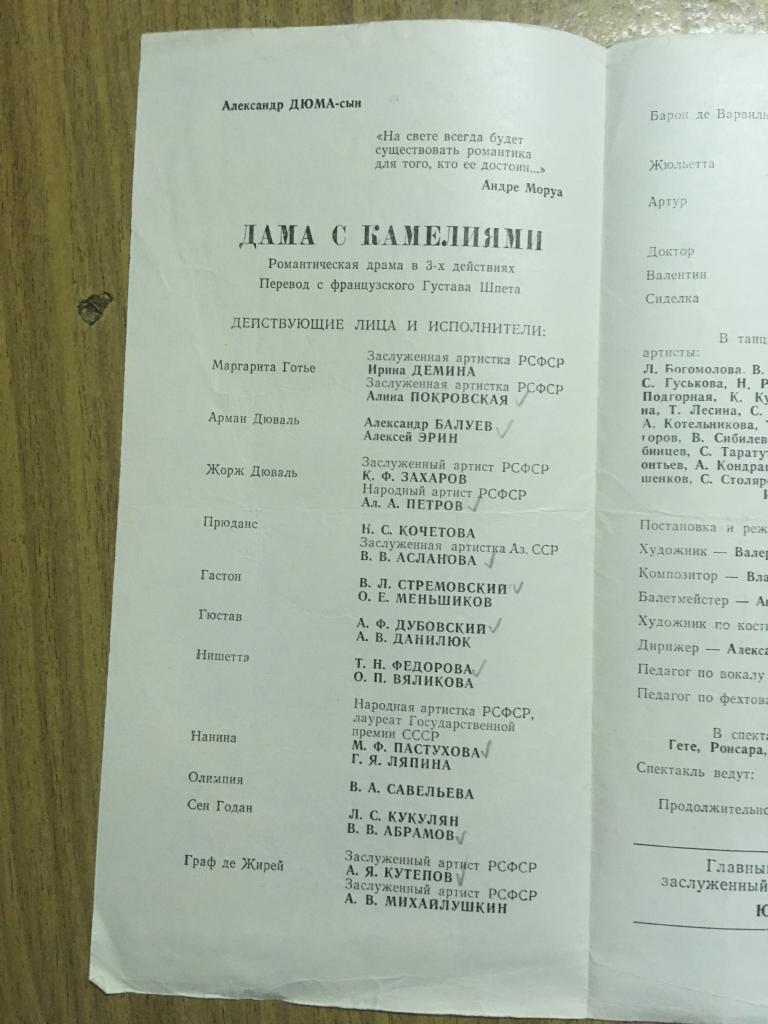 Александр ДЮМА-сын
«На свете всегда будет
существовать романтика
для того, кто ее достоин...»
Андре Моруа
ДАМА С КАМЕЛИЯМИ
Романтическая драма в 3-х действиях
Перевод с французского Густава Шпета
ДЕЙСТВУЮЩИЕ ЛИЦА И ИСПОЛНИТЕЛИ:
Маргарита Готье
Заслуженная артистка РСФСР
Ирина ДЕМИНА
Заслуженная артистка РСФСР
Алина ПОКРОВСКАЯ
Арман Дюваль
Александр БАЛУЕВ
Алексей ЭРИН
Жорж Дюваль
Заслуженный артист РСФСР
К. Ф. ЗАХАРОВ
Народный артист РСФСР
Ал. А. ПЕТРОВ
Прюданс
Н. С. КОЧЕТОВА
Заслуженная артистка Аз. ССР
В. В. АСЛАНОВА
Гастон
В. Л. СТРЕМОВСКИЙ
О. Е. МЕНЬШИКОВ
Гюстав
А. Ф. ДУБОВСКИЙ
А. В. ДАНИЛЮК
Нишетта
Т. Н. ФЕДОРОВА
О. П. ВЯЛИКОВА
Нанина
Народная артистка РСФСР,
лауреат Государственной
премии СССР
М. Ф. ПАСТУХОВА
Г. Я. ЛЯПИНА
Олимпия
В. А. САВЕЛЬЕВА
Сен Годан
Л. С. КУКУЛЯН
В. В. АБРАМОВ
Граф де Жирей
Заслуженный артист РСФСР
А. Я. КУТЕПОВ
Заслуженный артист РСФСР
А. В. МИХАЙЛУШКИН
Барон де Варвиль
Жюльетта
Артур
Доктор
Валентин
Сиделка
В танц
артисты:
Л. Богомолова, В.
С. Гуськова, Н. Р
Подгорная, К. Ку
на, Т. Лесина, С.
А. Котельникова,
горов, В. Сибилев
бинцев, С. Таратут
онтьев, А. Кондраш
шенков, С. Столяро
Постановка и реж
Художник — Валер
Композитор — Вла
Балетмейстер — Ан
Художник по кости
Дирижер — Алекса
Педагог по вокалу
Педагог по фехтова
В спекта
Гете, Ронсара,
Спектакль ведут:
Продолжительно
Главный
заслуженный
Ю